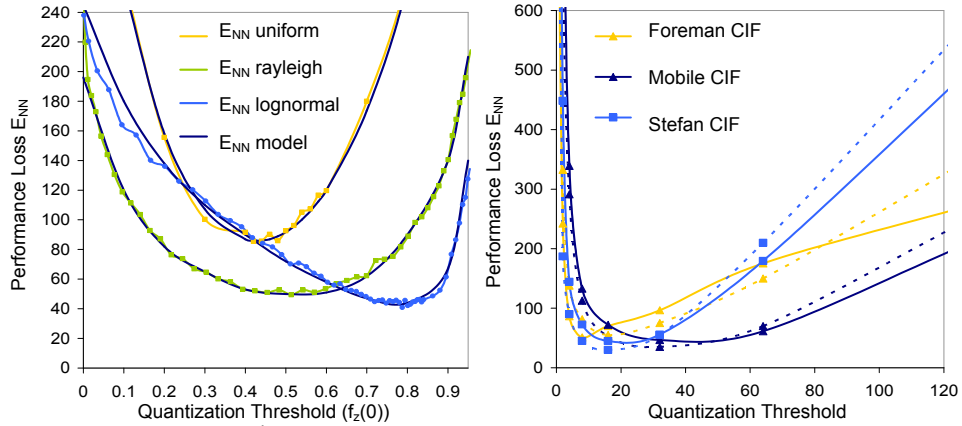 240
220
200
180
160
140
120
100
80
60
40
20
0
Performance Loss E_NN
E_NN uniform
E_NN rayleigh
E_NN lognormal
E_NN model
0 0.1 0.2 0.3 0.4 0.5 0.6 0.7 0.8 0.9
Quantization Threshold (f_z(0))
600
500
400
300
200
100
0
Performance Loss E_NN
Foreman CIF
Mobile CIF
Stefan CIF
0 20 40 60 80 100 120
Quantization Threshold